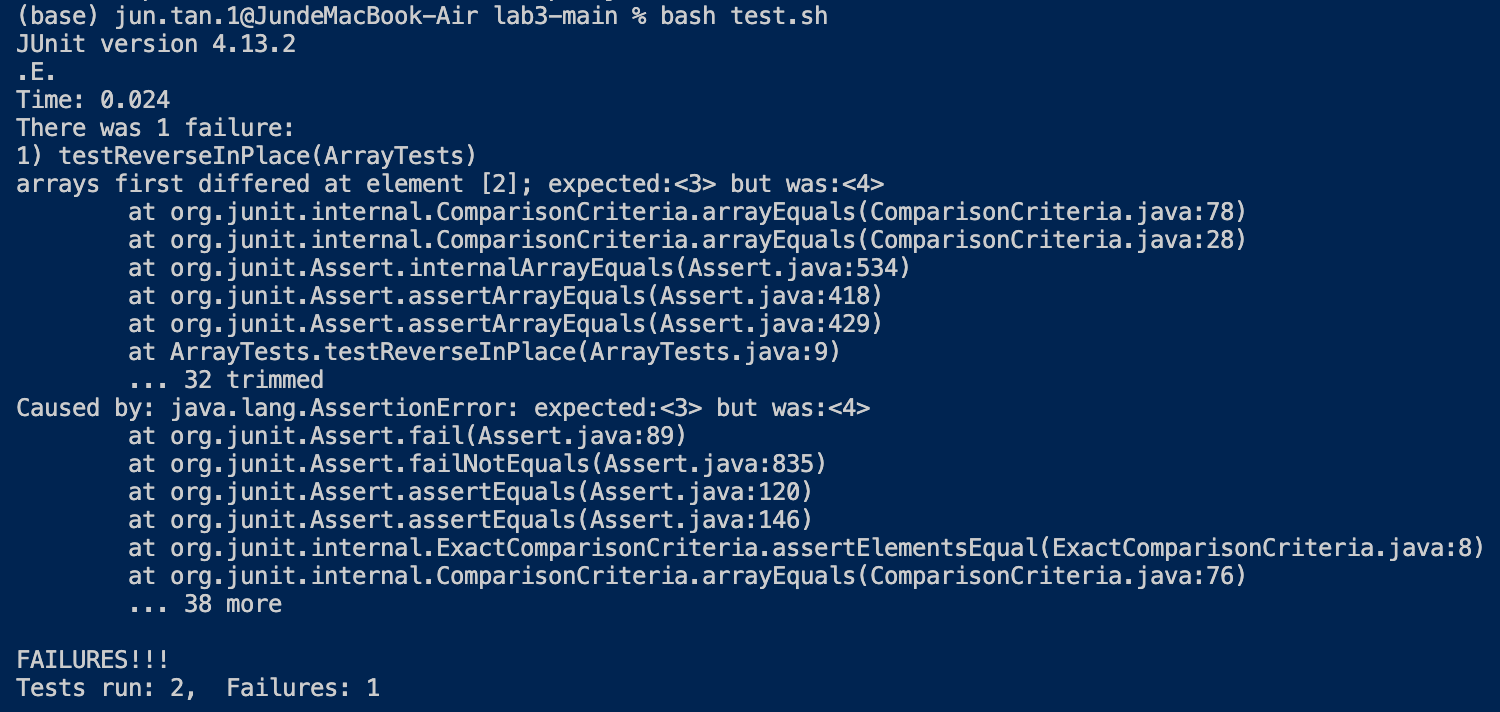 (base) jun.tan.1@JundeMacBook-Air lab3-main % bash test.sh
JUnit version 4.13.2
.E.
Time: 0.024
There was 1 failure:
1) testReverseInPlace(ArrayTests)
arrays first differed at element [2]; expected:<3> but was:<4>
        at org.junit.internal.ComparisonCriteria.arrayEquals(ComparisonCriteria.java:78)
        at org.junit.internal.ComparisonCriteria.arrayEquals(ComparisonCriteria.java:28)
        at org.junit.Assert.internalArrayEquals(Assert.java:534)
        at org.junit.Assert.assertArrayEquals(Assert.java:418)
        at org.junit.Assert.assertArrayEquals(Assert.java:429)
        at ArrayTests.testReverseInPlace(ArrayTests.java:9)
        ... 32 trimmed
Caused by: java.lang.AssertionError: expected:<3> but was:<4>
        at org.junit.Assert.fail(Assert.java:89)
        at org.junit.Assert.failNotEquals(Assert.java:835)
        at org.junit.Assert.assertEquals(Assert.java:120)
        at org.junit.Assert.assertEquals(Assert.java:146)
        at org.junit.internal.ExactComparisonCriteria.assertElementsEqual(ExactComparisonCriteria.java:8)
        at org.junit.internal.ComparisonCriteria.arrayEquals(ComparisonCriteria.java:76)
        ... 38 more

FAILURES!!!
Tests run: 2,  Failures: 1